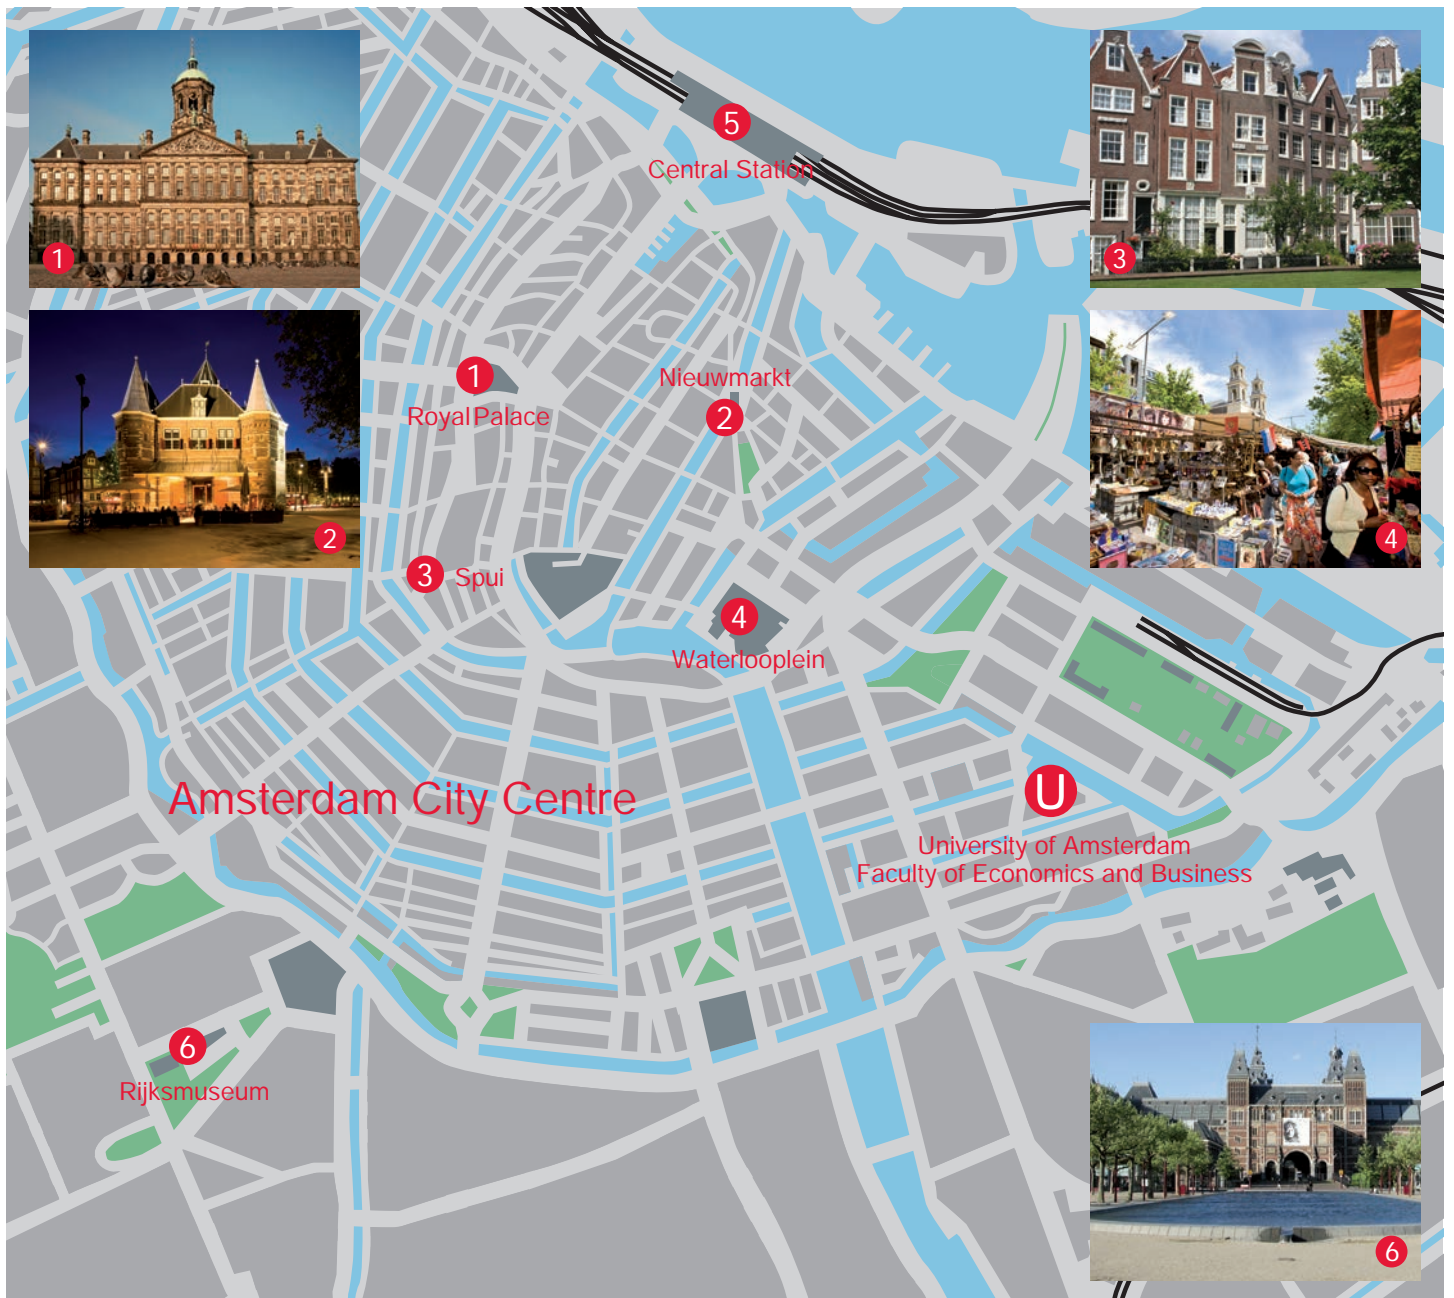 5
Central Station
1
3
1
Royal Palace
Nieuwmarkt
2
2
4
3 Spui
4
Waterlooplein
Amsterdam City Centre
U
University of Amsterdam
Faculty of Economics and Business
6
Rijksmuseum
6